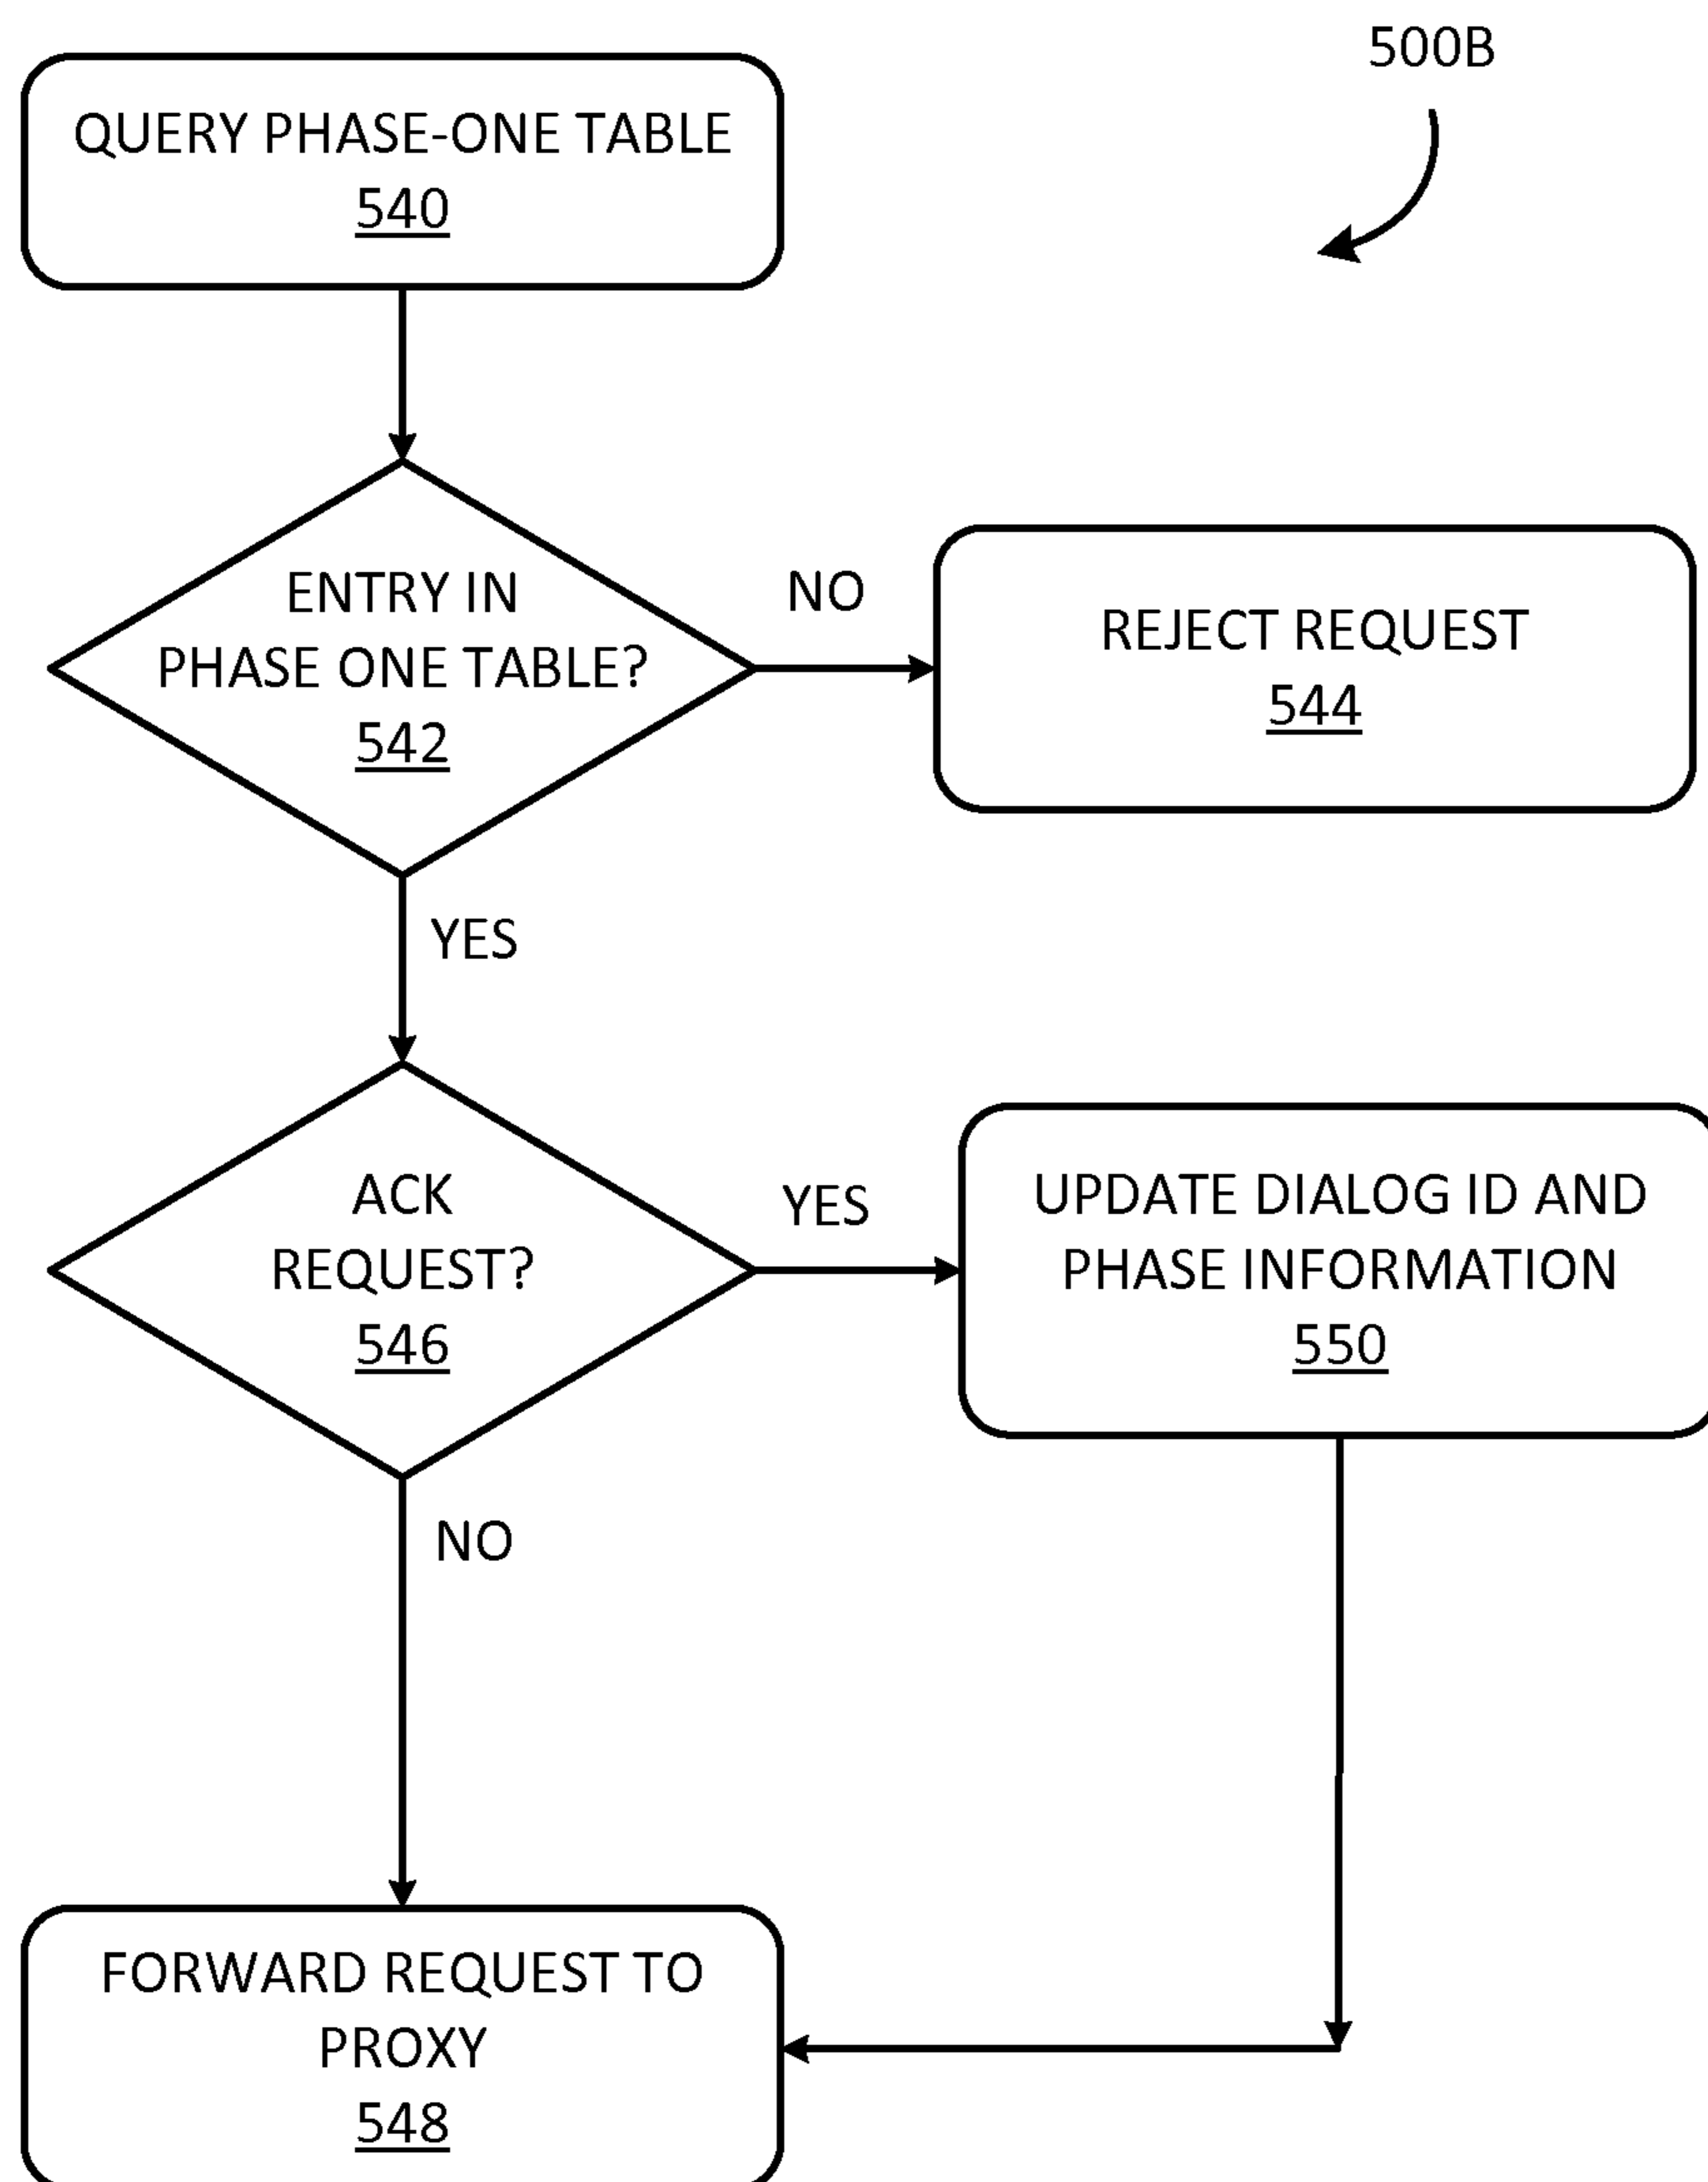 500B
QUERY PHASE-ONE TABLE
540
ENTRY IN
PHASE ONE TABLE?
542
NO
REJECT REQUEST
544
YES
ACK
REQUEST?
546
YES
UPDATE DIALOG ID AND
PHASE INFORMATION
550
NO
FORWARD REQUEST TO
PROXY
548